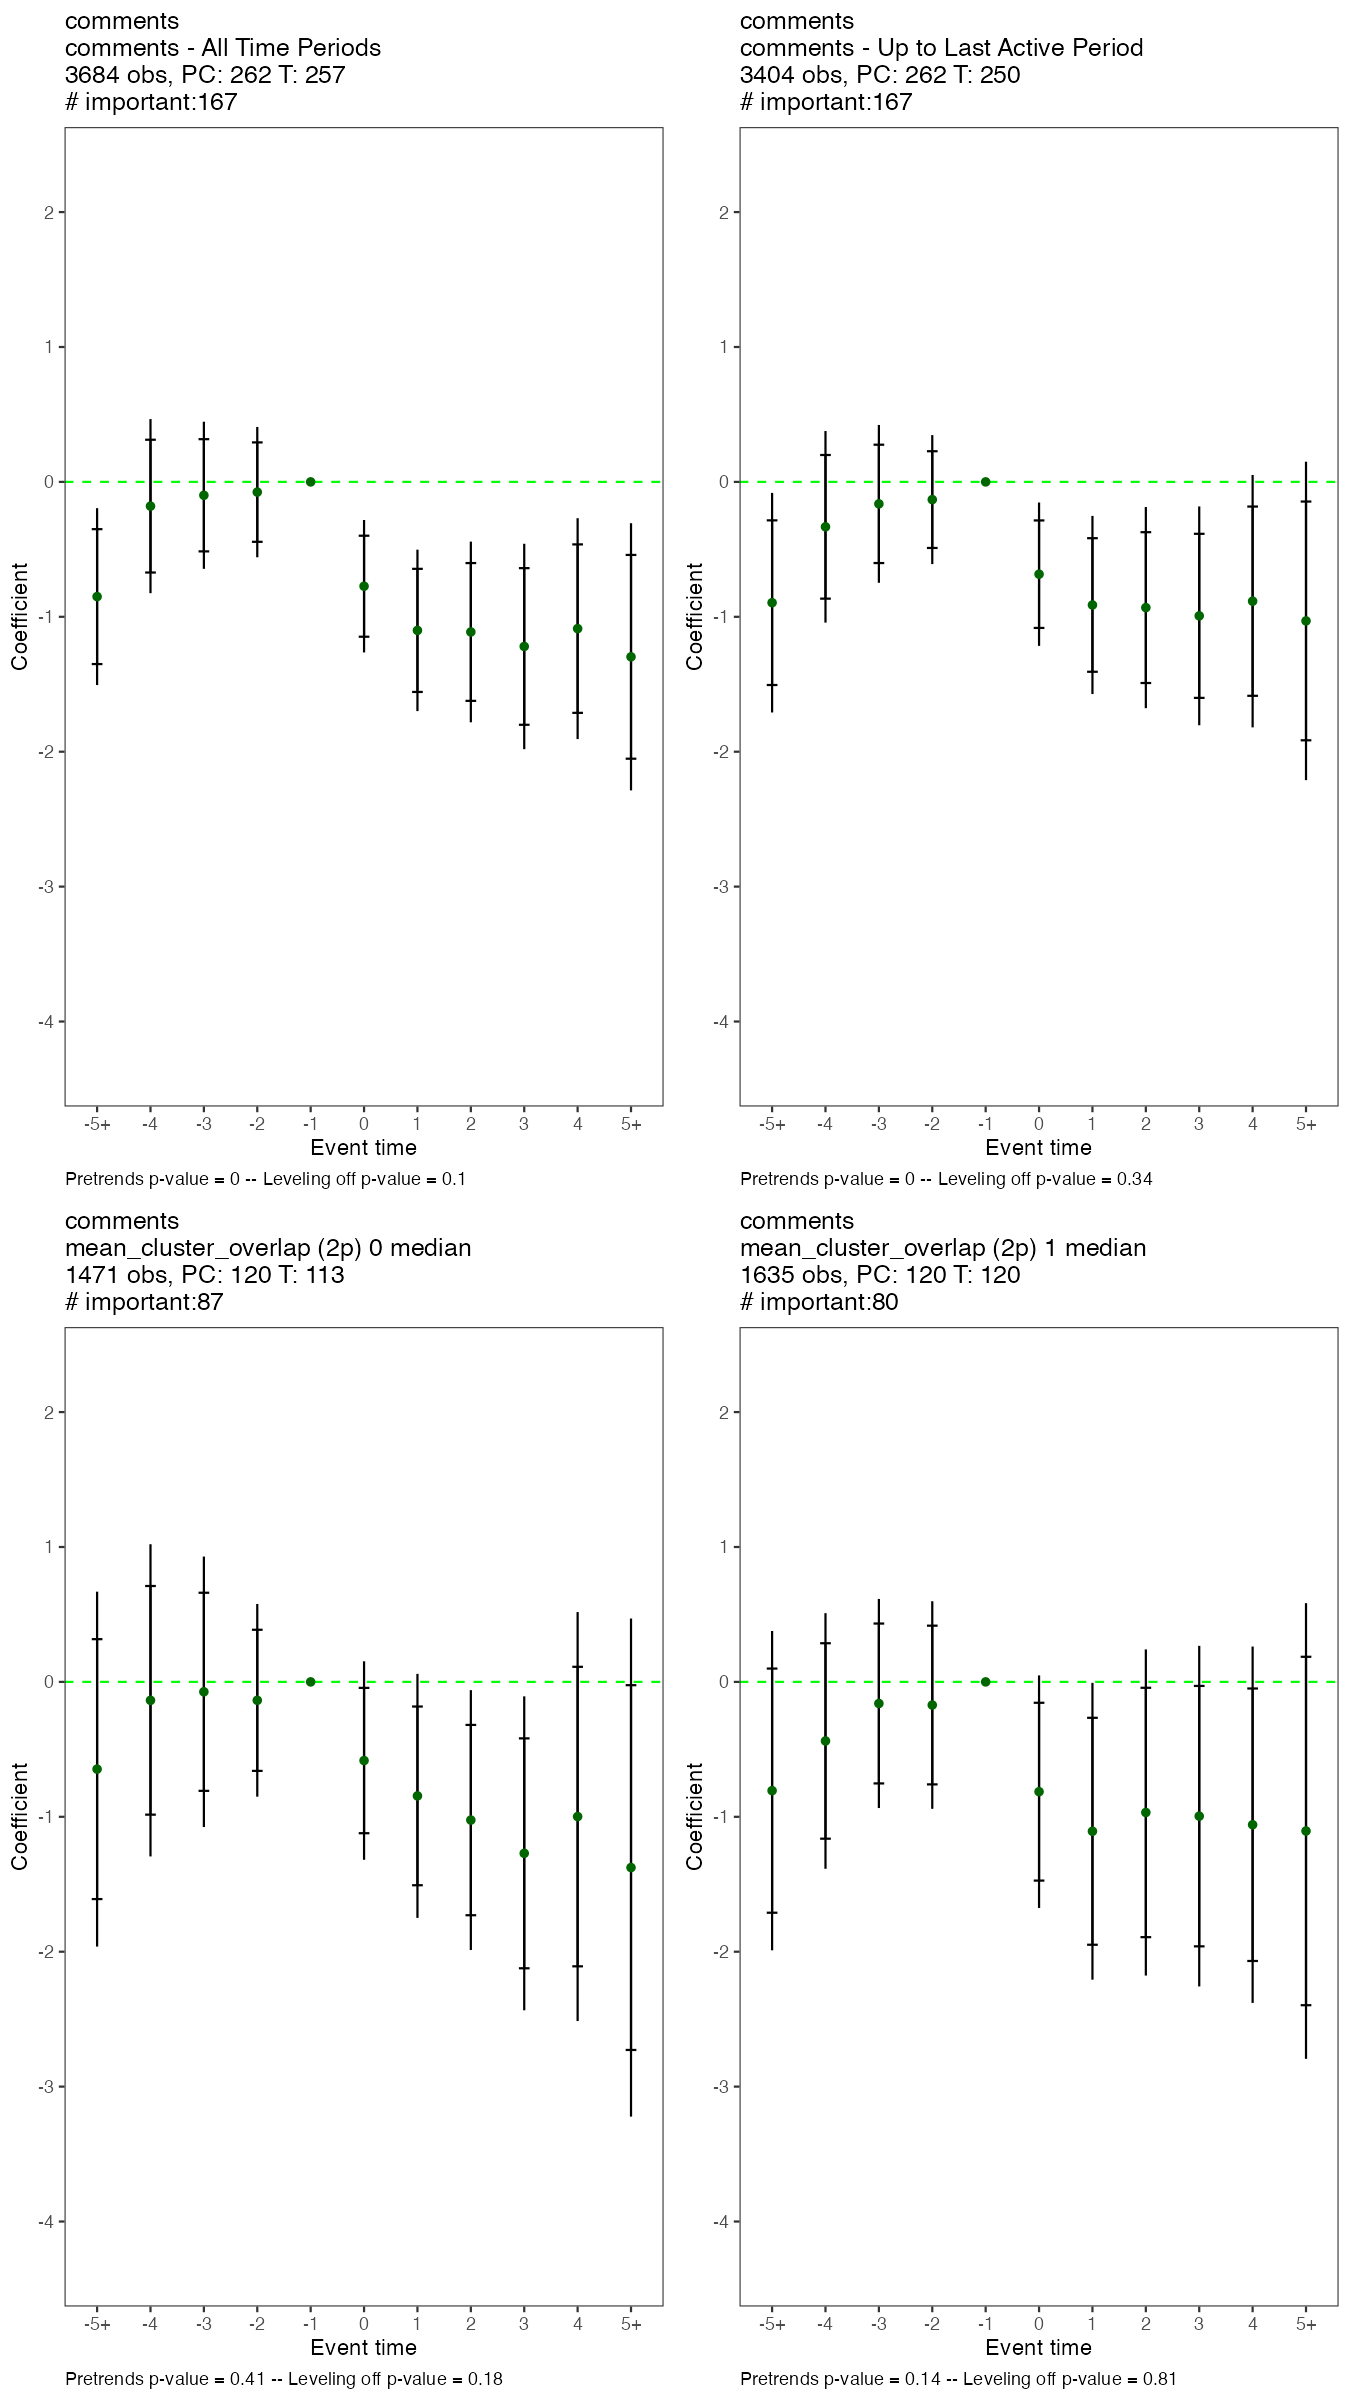 comments
comments - All Time Periods
3684 obs, PC: 262 T: 257
# important:167
Coefficient
2
1
0
-1
-2
-3
-4
-5+ -4 -3 -2 -1 0 1 2 3 4 5+
Event time
Pretrends p-value = 0 -- Leveling off p-value = 0.1
comments
comments - Up to Last Active Period
3404 obs, PC: 262 T: 250
# important:167
Coefficient
2
1
0
-1
-2
-3
-4
-5+ -4 -3 -2 -1 0 1 2 3 4 5+
Event time
Pretrends p-value = 0 -- Leveling off p-value = 0.34
comments
mean_cluster_overlap (2p) 0 median
1471 obs, PC: 120 T: 113
# important:87
Coefficient
2
1
0
-1
-2
-3
-4
-5+ -4 -3 -2 -1 0 1 2 3 4 5+
Event time
Pretrends p-value = 0.41 -- Leveling off p-value = 0.18
comments
mean_cluster_overlap (2p) 1 median
1635 obs, PC: 120 T: 120
# important:80
Coefficient
2
1
0
-1
-2
-3
-4
-5+ -4 -3 -2 -1 0 1 2 3 4 5+
Event time
Pretrends p-value = 0.14 -- Leveling off p-value = 0.81